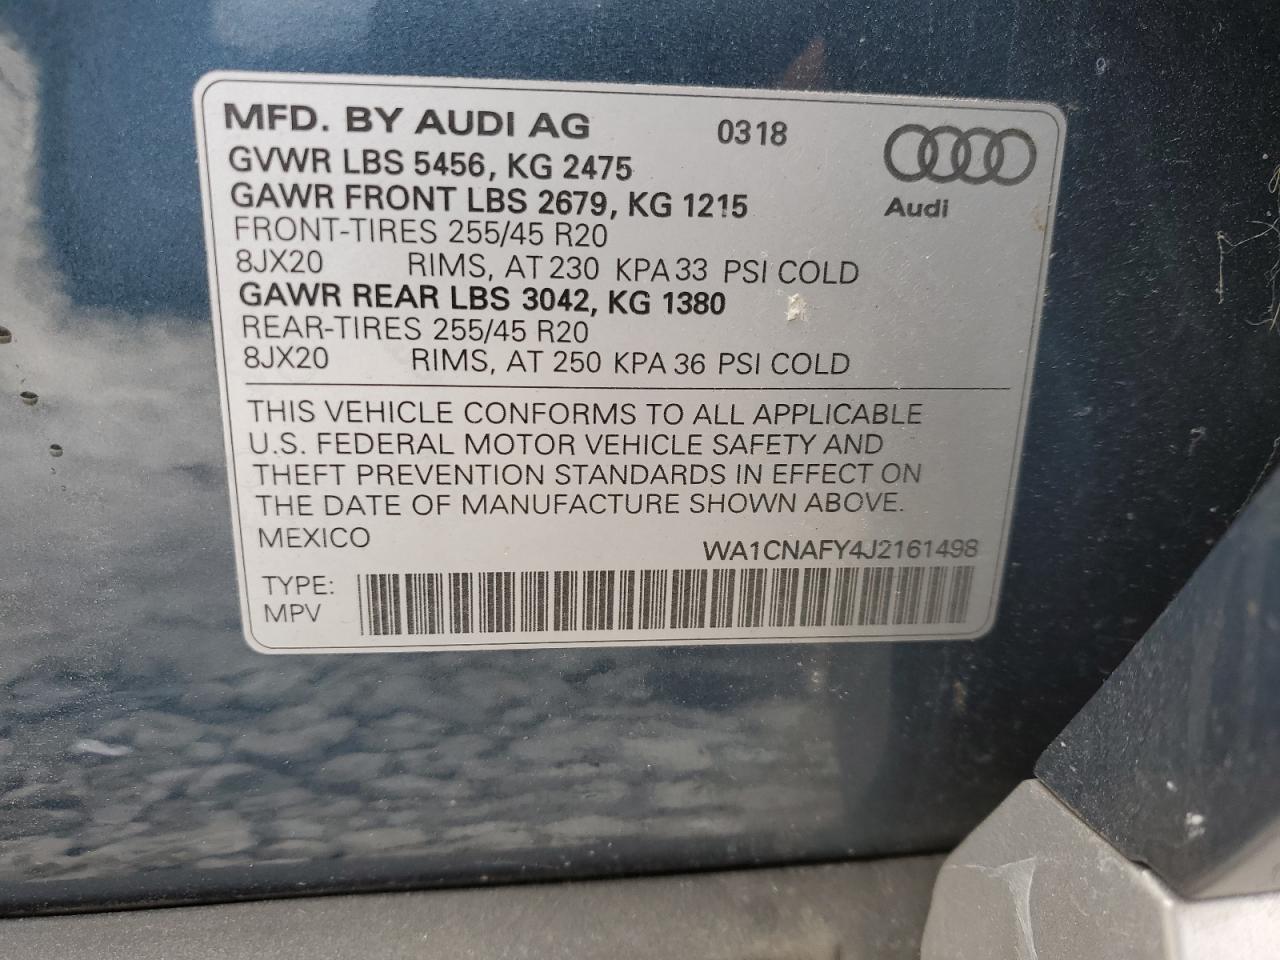 MFD. BY AUDI AG 0318
GVWR LBS 5456, KG 2475
GAWR FRONT LBS 2679, KG 1215
Audi
FRONT-TIRES 255/45 R20
8JX20 RIMS, AT 230 KPA 33 PSI COLD
GAWR REAR LBS 3042, KG 1380
REAR-TIRES 255/45 R20
8JX20 RIMS, AT 250 KPA 36 PSI COLD
THIS VEHICLE CONFORMS TO ALL APPLICABLE
U.S. FEDERAL MOTOR VEHICLE SAFETY AND
THEFT PREVENTION STANDARDS IN EFFECT ON
THE DATE OF MANUFACTURE SHOWN ABOVE.
MEXICO
WA1CNAFY4J2161498
TYPE:
MPV